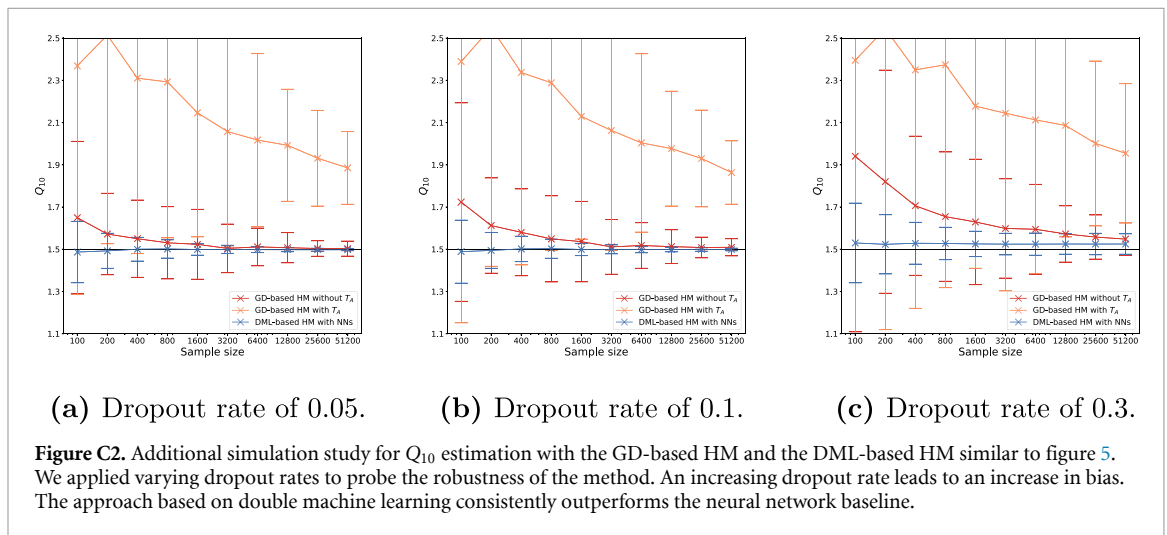 2.5
2.3
2.1
1.9
1.7
1.5
1.3
1.1
Q10
100 200 400 800 1600 3200 6400 12800 25600 51200
Sample size
GD-based HM without TA
GD-based HM with TA
DML-based HM with NNs
2.5
2.3
2.1
1.9
1.7
1.5
1.3
1.1
Q10
100 200 400 800 1600 3200 6400 12800 25600 51200
Sample size
GD-based HM without TA
GD-based HM with TA
DML-based HM with NNs
2.5
2.3
2.1
1.9
1.7
1.5
1.3
1.1
Q10
100 200 400 800 1600 3200 6400 12800 25600 51200
Sample size
GD-based HM without TA
GD-based HM with TA
DML-based HM with NNs
(a) Dropout rate of 0.05.
(b) Dropout rate of 0.1.
(c) Dropout rate of 0.3.
Figure C2. Additional simulation study for Q10 estimation with the GD-based HM and the DML-based HM similar to figure 5.
We applied varying dropout rates to probe the robustness of the method. An increasing dropout rate leads to an increase in bias.
The approach based on double machine learning consistently outperforms the neural network baseline.